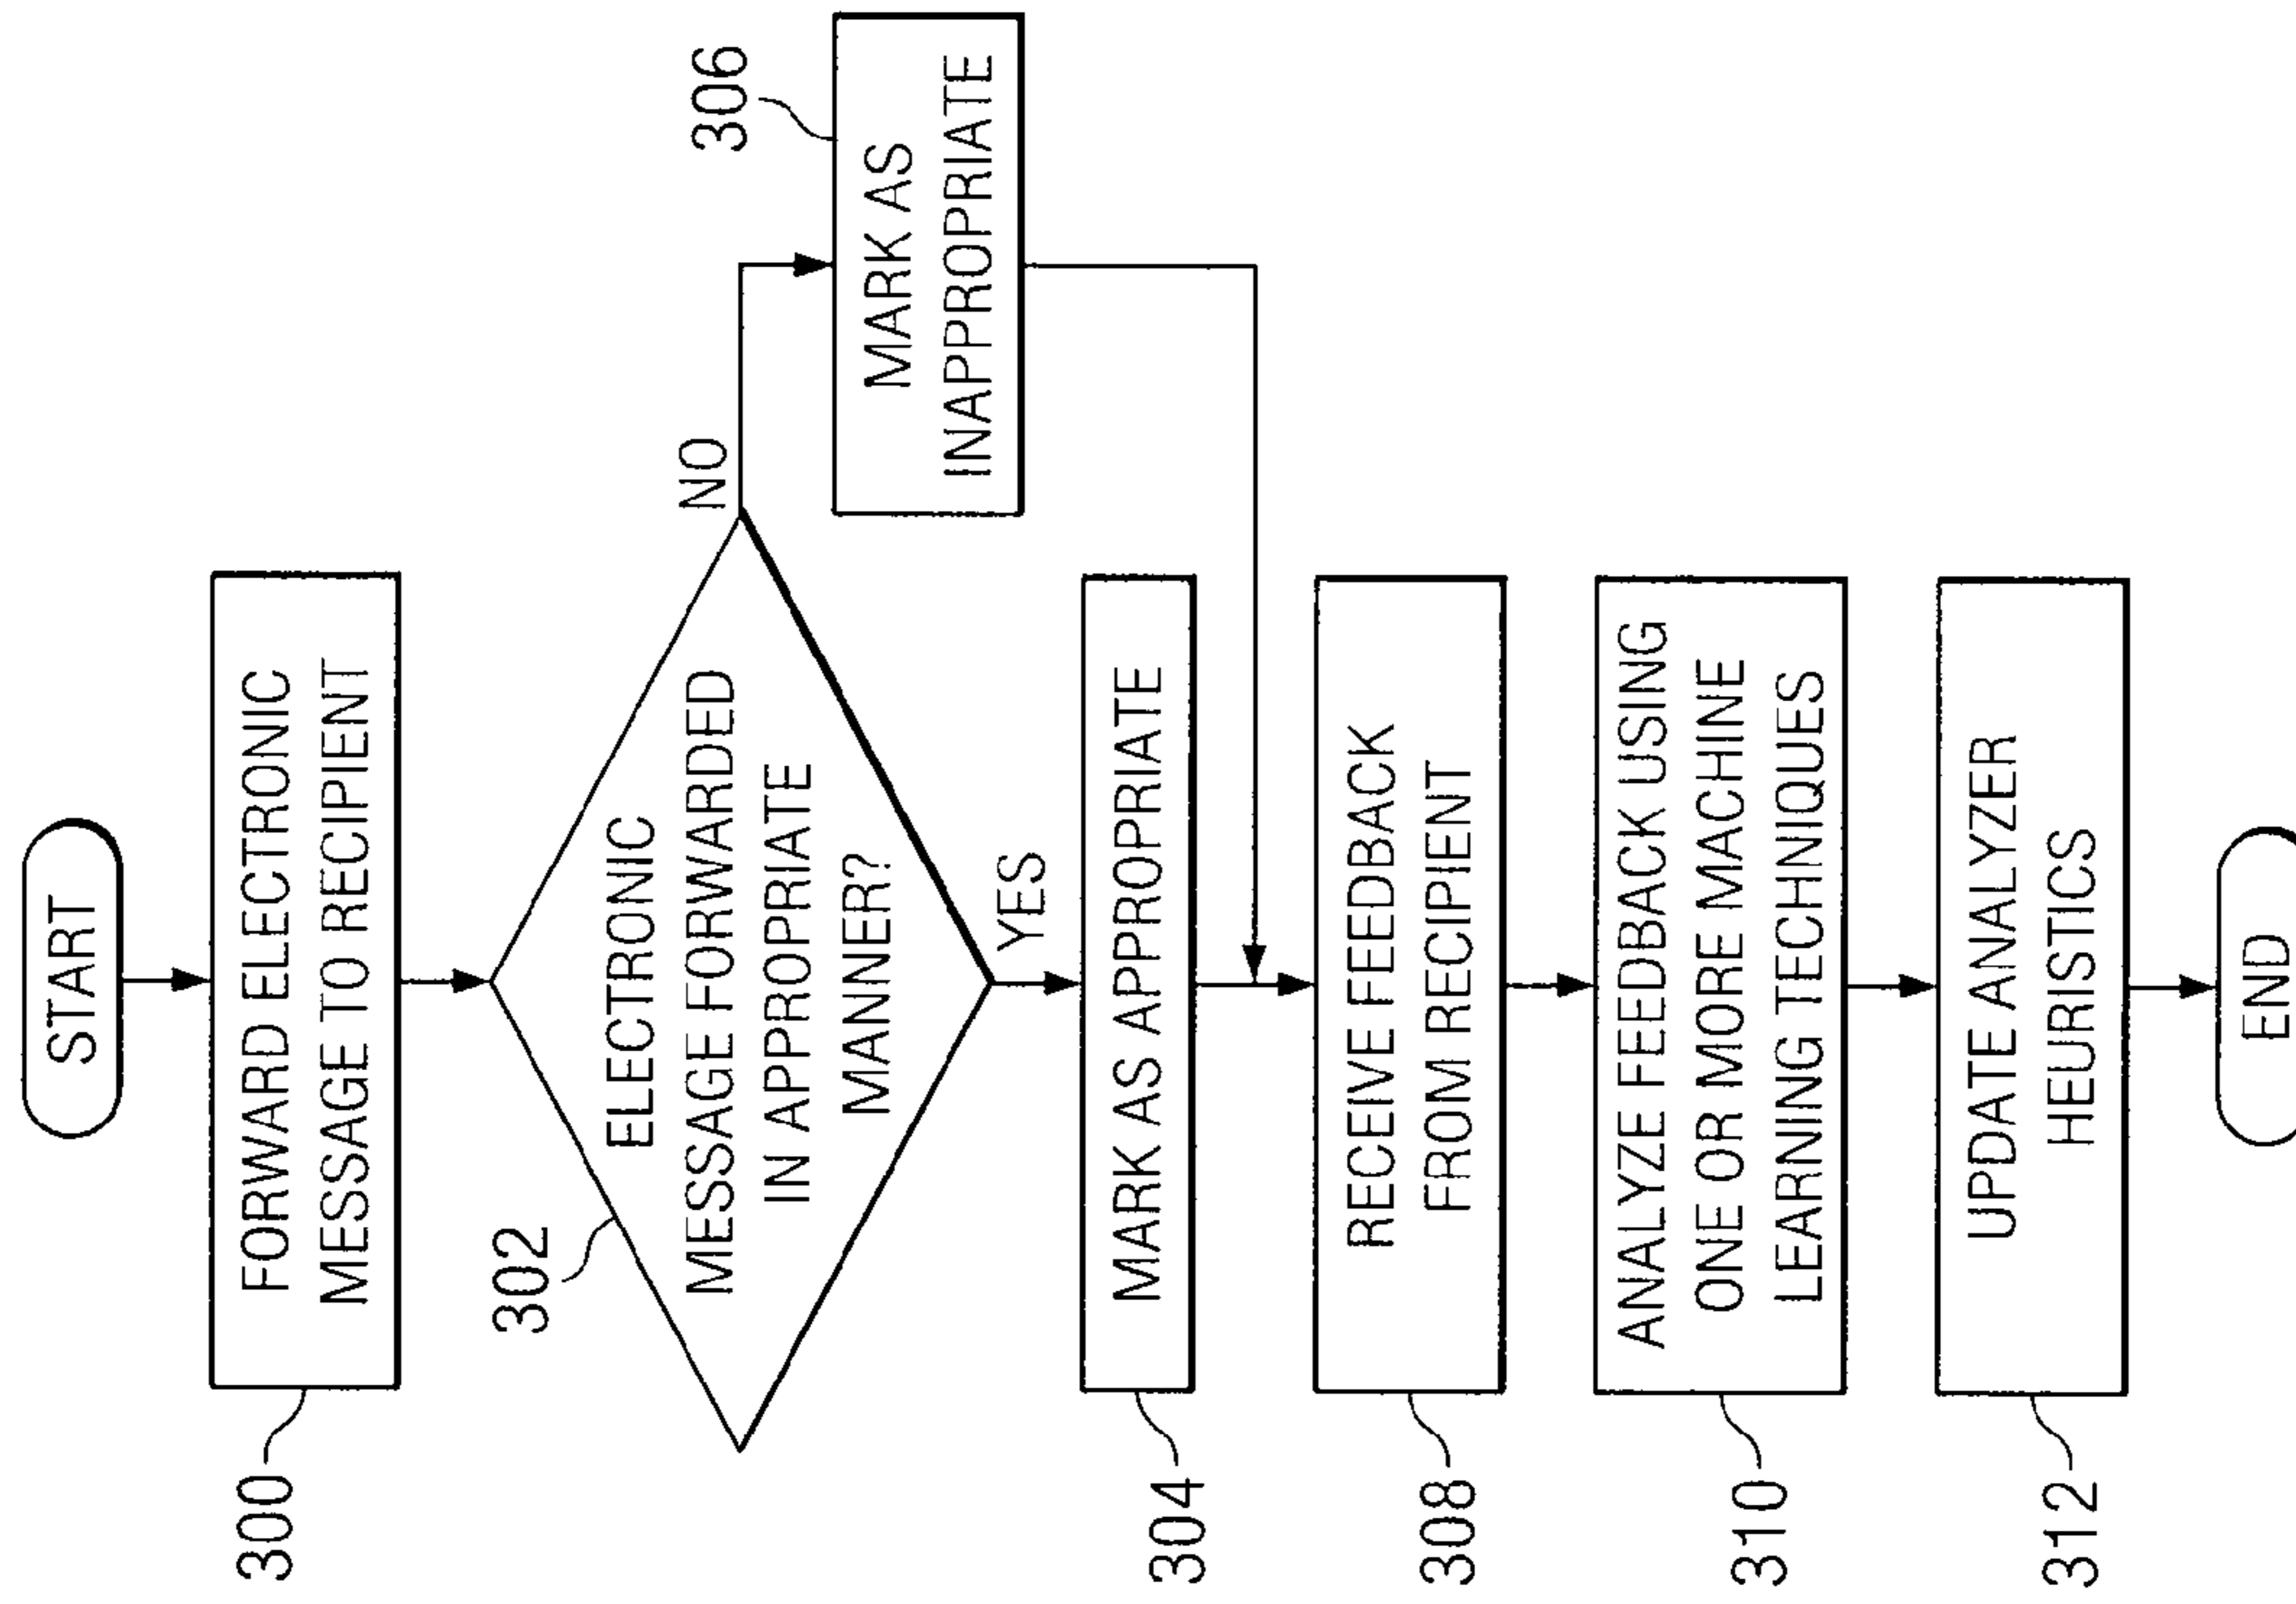 START
300
FORWARD ELECTRONIC
MESSAGE TO RECIPIENT
302
ELECTRONIC
MESSAGE FORWARDED
IN APPROPRIATE
MANNER?
NO
306
MARK AS
INAPPROPRIATE
YES
304
MARK AS APPROPRIATE
308
RECEIVE FEEDBACK
FROM RECIPIENT
310
ANALYZE FEEDBACK USING
ONE OR MORE MACHINE
LEARNING TECHNIQUES
312
UPDATE ANALYZER
HEURISTICS
END